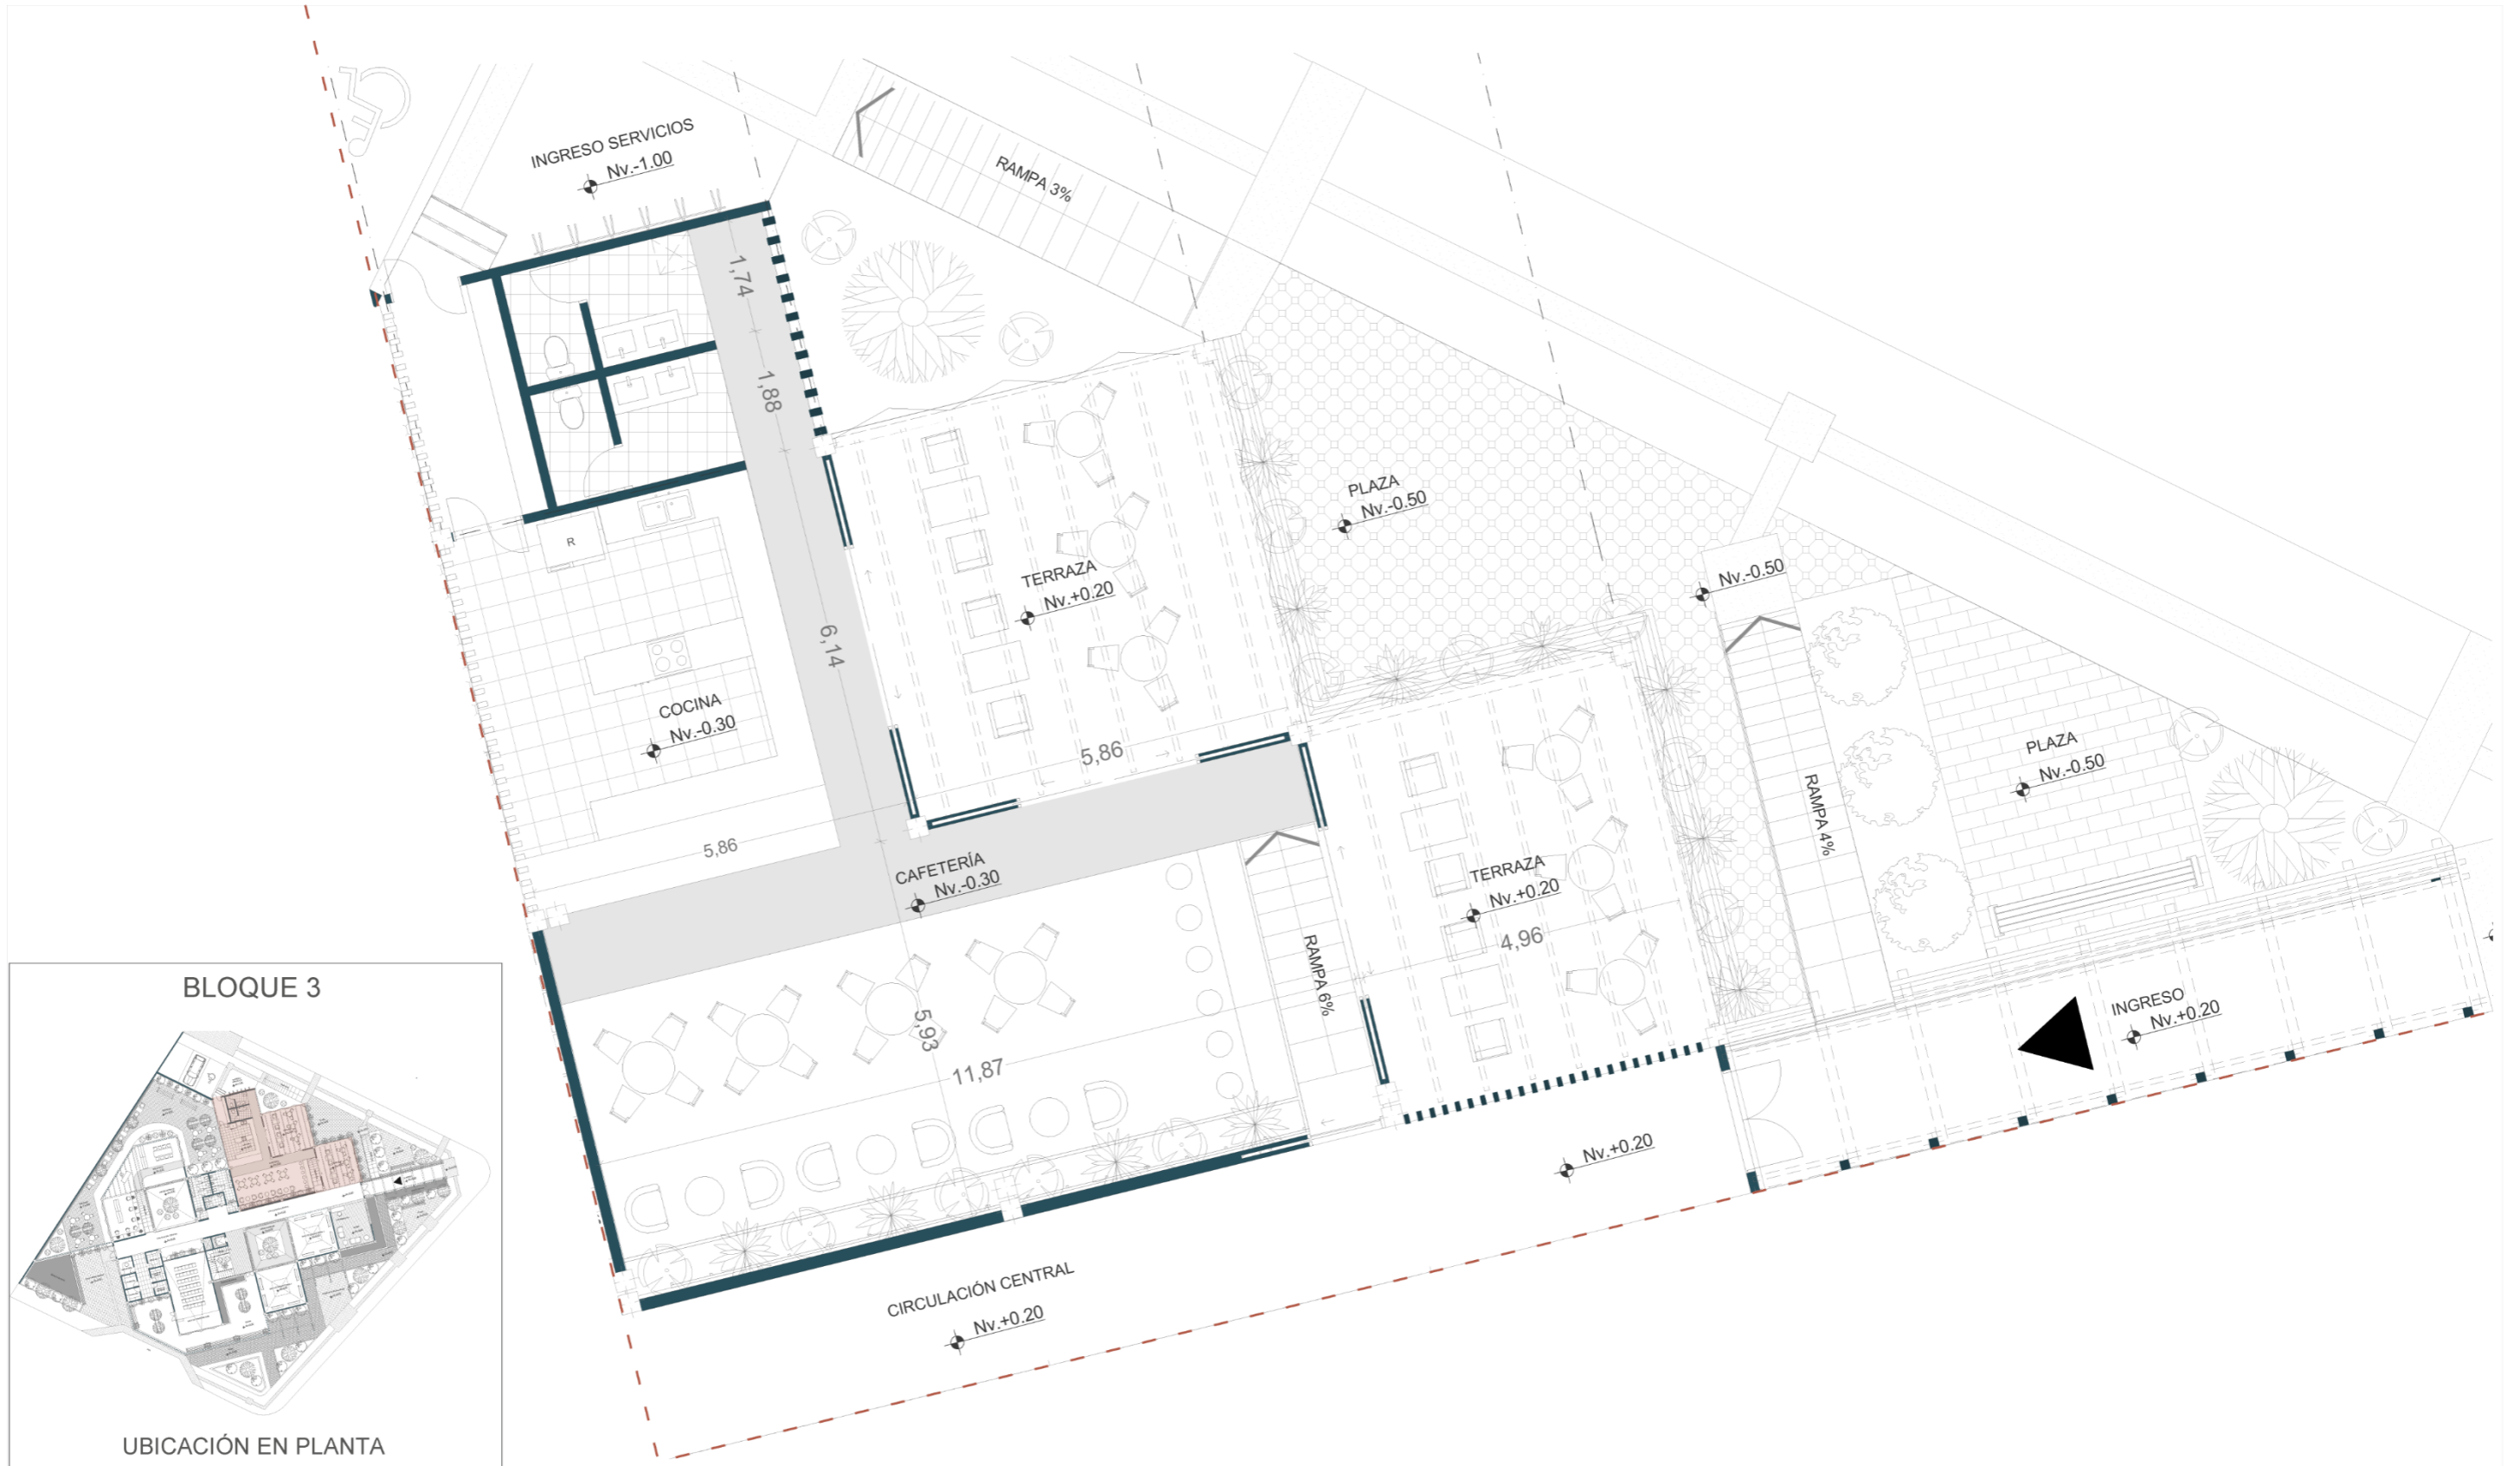 INGRESO SERVICIOS
Nv.-1.00
RAMPA 3%
1,74
1,88
PLAZA
Nv.-0.50
R
TERRAZA
Nv.+0.20
Nv.-0.50
6,14
COCINA
Nv.-0.30
5,86
PLAZA
Nv.-0.50
RAMPA 4%
5,86
CAFETERÍA
Nv.-0.30
TERRAZA
Nv.+0.20
4,96
RAMPA 6%
5,93
11,87
INGRESO
Nv.+0.20
Nv.+0.20
CIRCULACIÓN CENTRAL
Nv.+0.20
BLOQUE 3
UBICACIÓN EN PLANTA